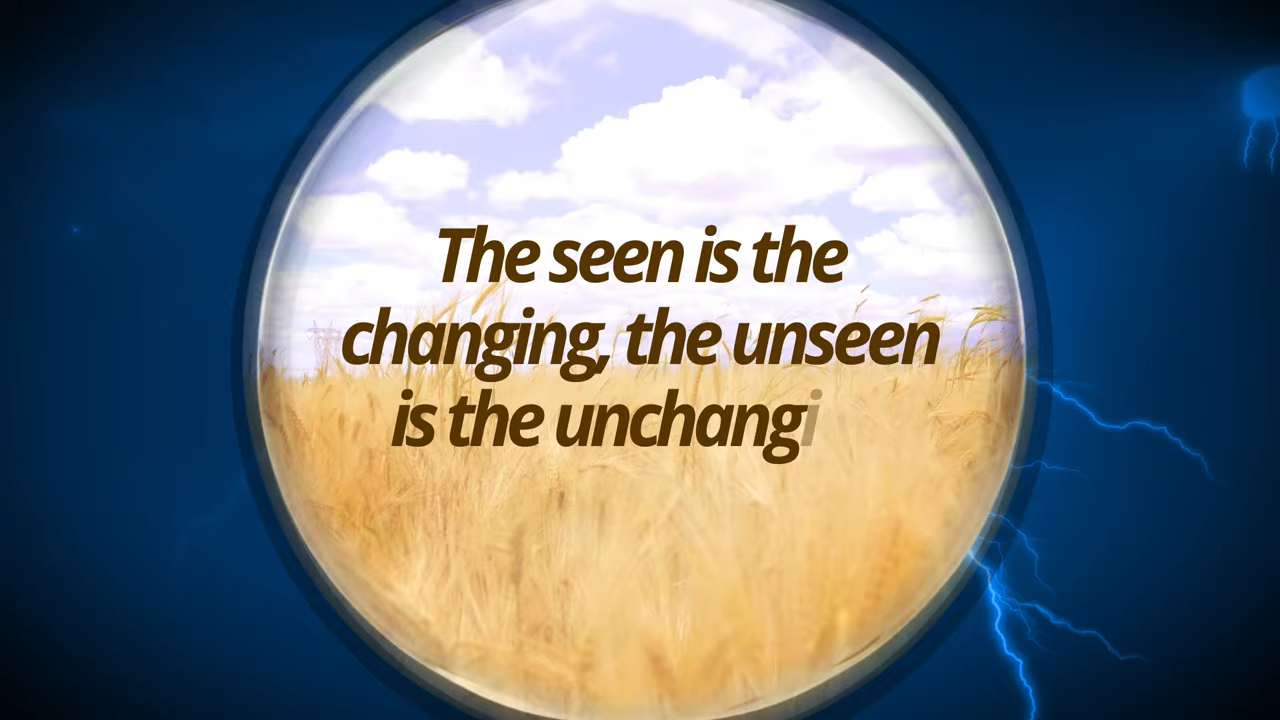 The seen is the
changing, the unseen
is the unchangi